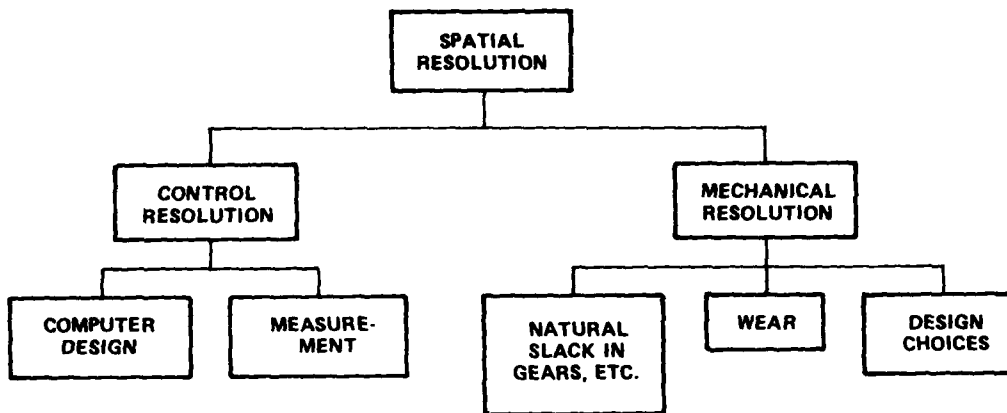 SPATIAL
RESOLUTION
CONTROL
RESOLUTION
MECHANICAL
RESOLUTION
COMPUTER
DESIGN
MEASURE-
MENT
NATURAL
SLACK IN
GEARS, ETC.
WEAR
DESIGN
CHOICES